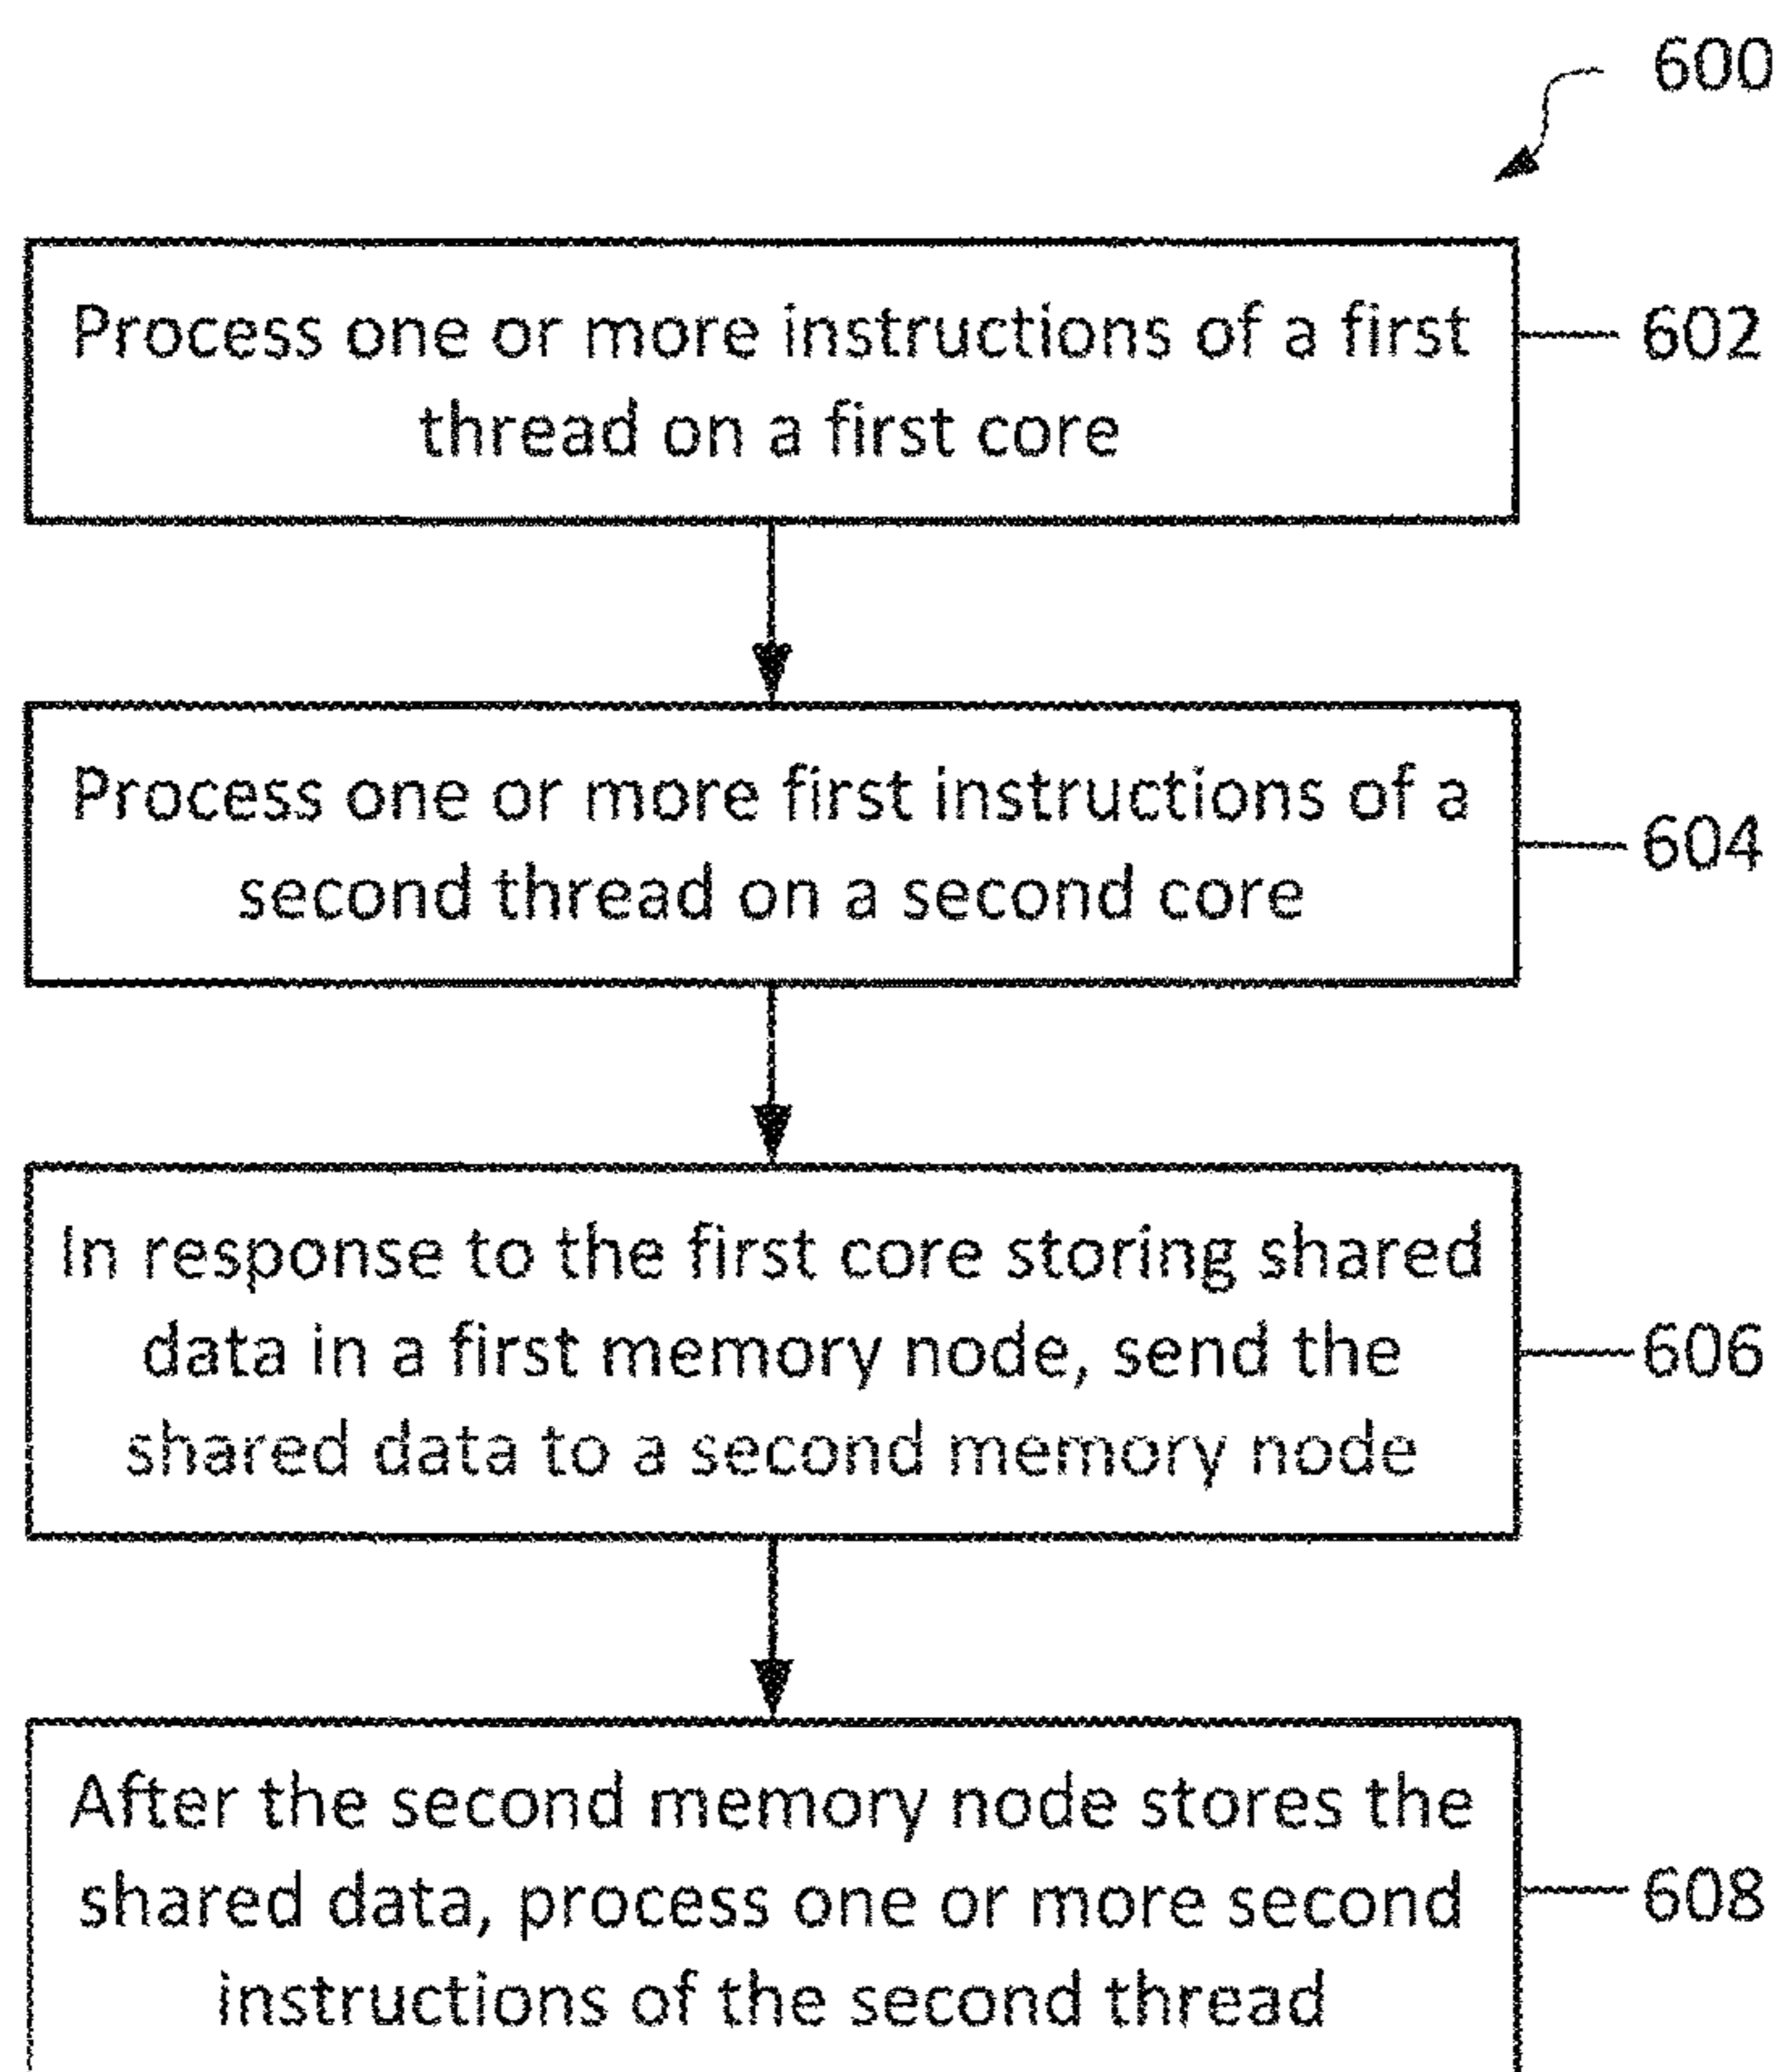 600
Process one or more instructions of a first
thread on a first core
602
Process one or more first instructions of a
second thread on a second core
604
In response to the first core storing shared
data in a first memory node, send the
shared data to a second memory node
606
After the second memory node stores the
shared data, process one or more second
instructions of the second thread
608